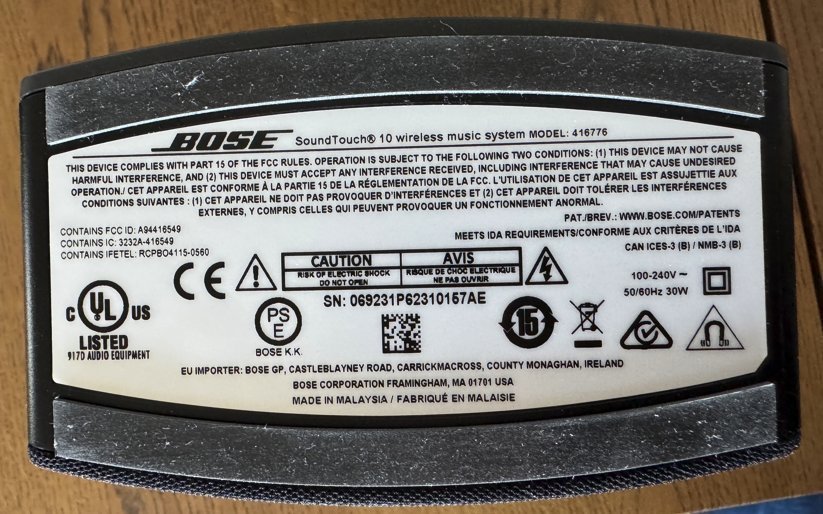 BOSE SoundTouch® 10 wireless music system MODEL: 416776
THIS DEVICE COMPLIES WITH PART 15 OF THE FCC RULES. OPERATION IS SUBJECT TO THE FOLLOWING TWO CONDITIONS: (1) THIS DEVICE MAY NOT CAUSE
HARMFUL INTERFERENCE, AND (2) THIS DEVICE MUST ACCEPT ANY INTERFERENCE RECEIVED, INCLUDING INTERFERENCE THAT MAY CAUSE UNDESIRED
OPERATION./ CET APPAREIL EST CONFORME À LA PARTIE 15 DE LA RÉGLEMENTATION DE LA FCC. L'UTILISATION DE CET APPAREIL EST ASSUJETTIE AUX
CONDITIONS SUIVANTES : (1) CET APPAREIL NE DOIT PAS PROVOQUER D'INTERFÉRENCES ET (2) CET APPAREIL DOIT TOLÉRER LES INTERFÉRENCES
EXTERNES, Y COMPRIS CELLES QUI PEUVENT PROVOQUER UN FONCTIONNEMENT ANORMAL.
PAT./BREV.: WWW.BOSE.COM/PATENTS
CONTAINS FCC ID: A94416549
MEETS IDA REQUIREMENTS/CONFORME AUX CRITÈRES DE L'IDA
CONTAINS IC: 3232A-416549
CAN ICES-3 (B) / NMB-3 (B)
CONTAINS IFETEL: RCPBO4115-0560
CE
CAUTION AVIS
RISK OF ELECTRIC SHOCK RISQUE DE CHOC ELECTRIQUE
DO NOT OPEN NE PAS OUVRIR
100-240V ~
50/60Hz 30W
SN: 069231P62310157AE
C UL US
LISTED
917D AUDIO EQUIPMENT
PS
E
BOSE K.K.
15
EU IMPORTER: BOSE GP, CASTLEBLAYNEY ROAD, CARRICKMACROSS, COUNTY MONAGHAN, IRELAND
BOSE CORPORATION FRAMINGHAM, MA 01701 USA
MADE IN MALAYSIA / FABRIQUÉ EN MALAISIE